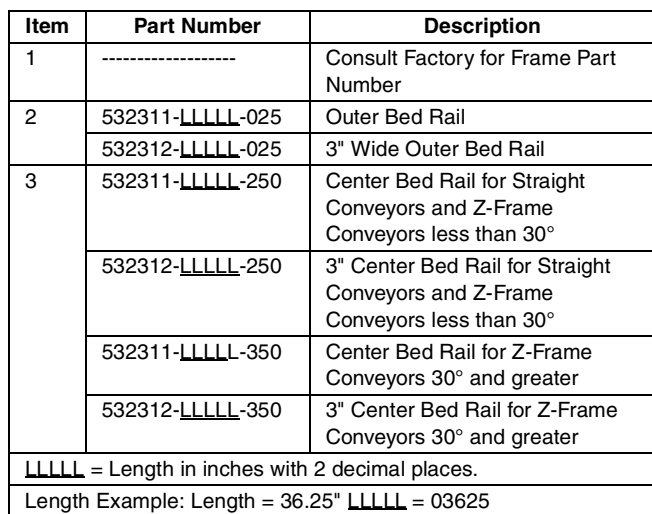 Item Part Number Description
1 ------------------- Consult Factory for Frame Part
Number
2 532311-LLLLL-025 Outer Bed Rail
532312-LLLLL-025 3" Wide Outer Bed Rail
3 532311-LLLLL-250 Center Bed Rail for Straight
Conveyors and Z-Frame
Conveyors less than 30°
532312-LLLLL-250 3" Center Bed Rail for Straight
Conveyors and Z-Frame
Conveyors less than 30°
532311-LLLLL-350 Center Bed Rail for Z-Frame
Conveyors 30° and greater
532312-LLLLL-350 3" Center Bed Rail for Z-Frame
Conveyors 30° and greater
LLLLL = Length in inches with 2 decimal places.
Length Example: Length = 36.25" LLLLL = 03625